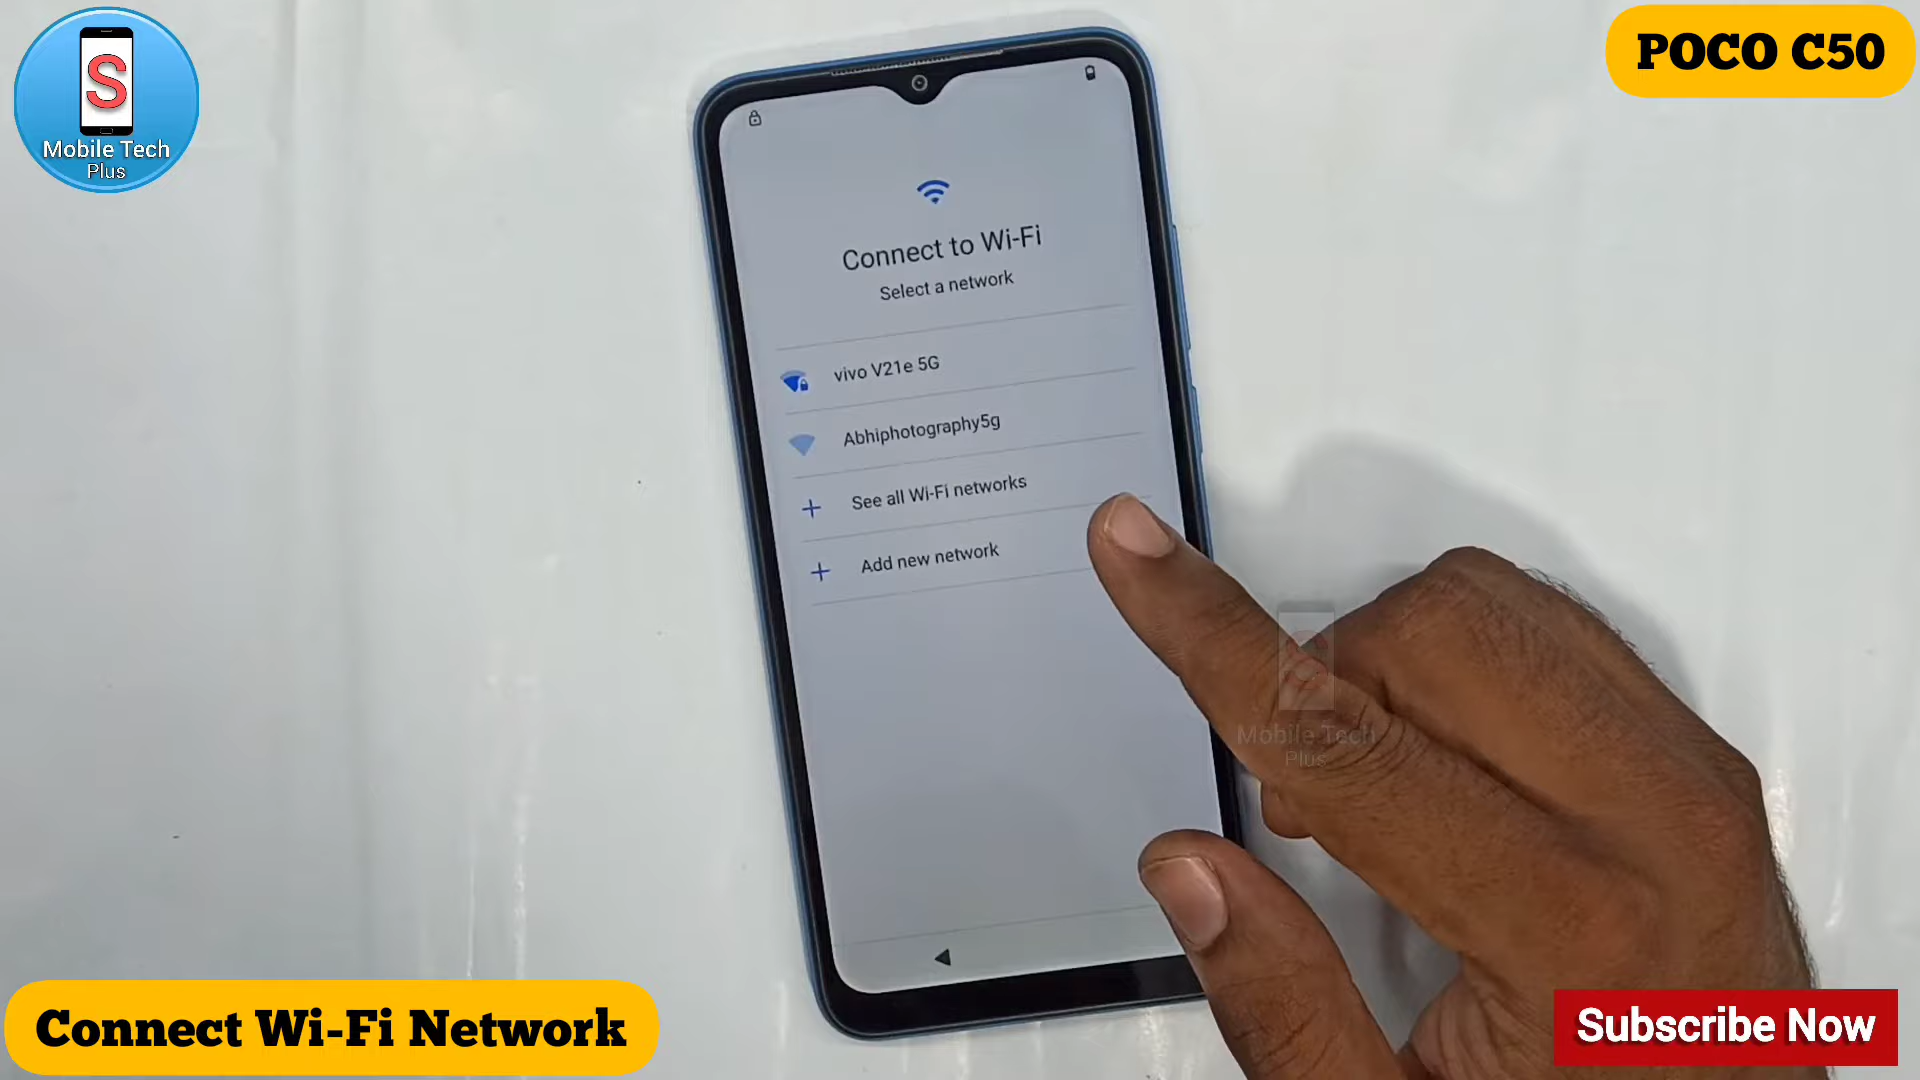 S
Mobile Tech
Plus
POCO C50
Connect to Wi-Fi
Select a network
vivo V21e 5G
Abhiphotography5g
See all Wi-Fi networks
Add new network
Mobile Tech
Plus
Connect Wi-Fi Network
Subscribe Now